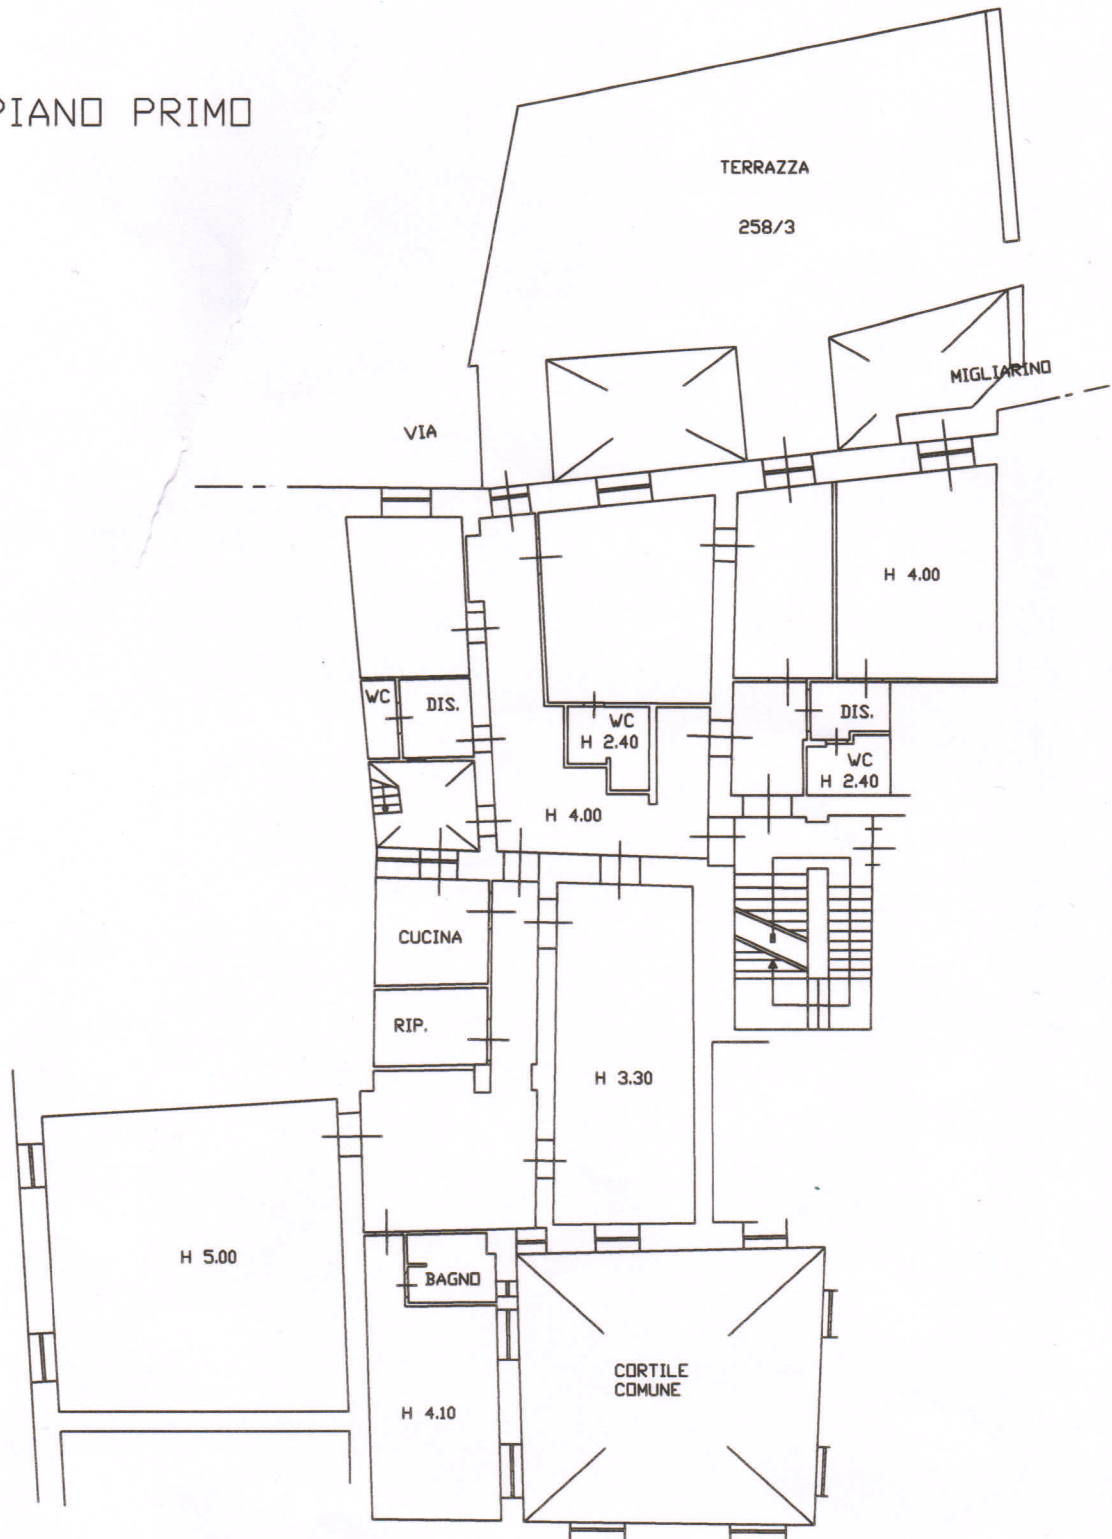 PIANO PRIMO
TERRAZZA
258/3
MIGLIARINO
VIA
H 4.00
WC
DIS.
WC
H 2.40
DIS.
WC
H 2.40
H 4.00
CUCINA
RIP.
H 3.30
H 5.00
BAGNO
CORTILE
COMUNE
H 4.10